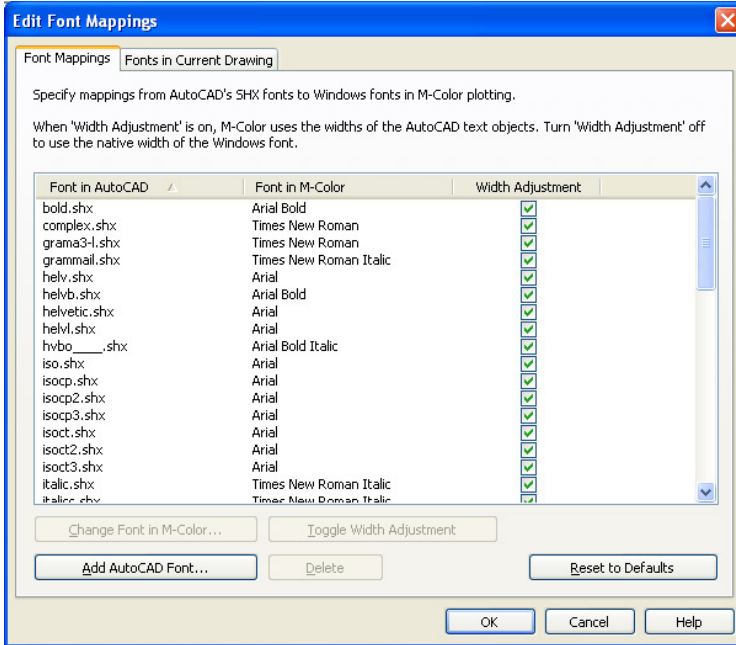 Edit Font Mappings
Font Mappings Fonts in Current Drawing
Specify mappings from AutoCAD's SHX fonts to Windows fonts in M-Color plotting.
When 'Width Adjustment' is on, M-Color uses the widths of the AutoCAD text objects. Turn 'Width Adjustment' off
to use the native width of the Windows font.
Font in AutoCAD Font in M-Color Width Adjustment
bold.shx Arial Bold
complex.shx Times New Roman
grama3-l.shx Times New Roman
grammail.shx Times New Roman Italic
helv.shx Arial
helvb.shx Arial Bold
helvetic.shx Arial
helvl.shx Arial
hvbo____.shx Arial Bold Italic
iso.shx Arial
isocp.shx Arial
isocp2.shx Arial
isocp3.shx Arial
isoct.shx Arial
isoct2.shx Arial
isoct3.shx Arial
italic.shx Times New Roman Italic
italicc.shx Times New Roman Italic
Change Font in M-Color... Toggle Width Adjustment
Add AutoCAD Font... Delete Reset to Defaults
OK Cancel Help